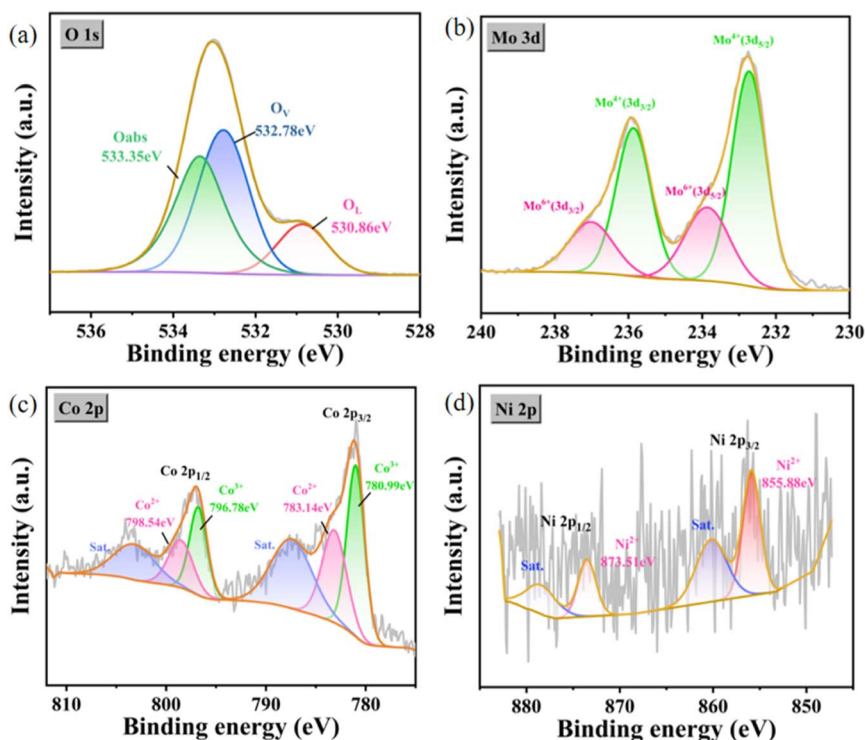 (a)
O 1s
Oabs
533.35eV
O_V
532.78eV
O_L
530.86eV
Intensity (a.u.)
536
534
532
530
528
Binding energy (eV)
(b)
Mo 3d
Mo⁴⁺(3d₅/₂)
Mo⁴⁺(3d₃/₂)
Mo⁶⁺(3d₃/₂)
Mo⁶⁺(3d₅/₂)
Intensity (a.u.)
240
238
236
234
232
230
Binding energy (eV)
(c)
Co 2p
Co 2p₃/₂
Co 2p₁/₂
Co³⁺
780.99eV
Co²⁺
783.14eV
Co³⁺
796.78eV
Co²⁺
798.54eV
Sat.
Sat.
Intensity (a.u.)
810
800
790
780
Binding energy (eV)
(d)
Ni 2p
Ni 2p₃/₂
Ni²⁺
855.88eV
Ni 2p₁/₂
Sat.
Ni²⁺
873.51eV
Sat.
Intensity (a.u.)
880
870
860
850
Binding energy (eV)